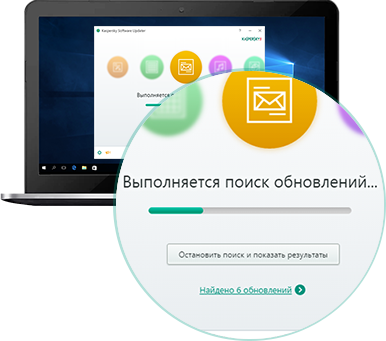 Kaspersky Software Updater
KASPERSKY
Выполняется п
Выполняется поиск обновлений...
Остановить поиск и показать результаты
Найдено 6 обновлений